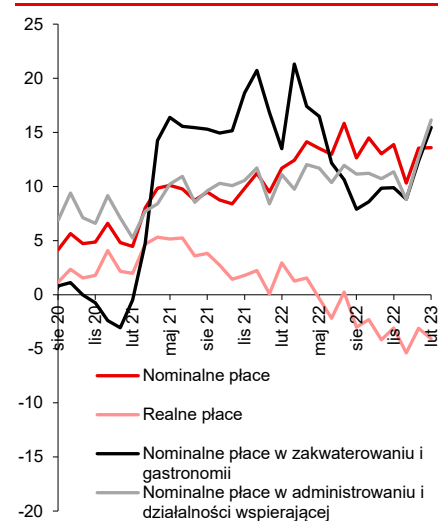 25
20
15
10
5
0
-5
-10
-15
-20
sie 20
lis 20
lut 21
maj 21
sie 21
lis 21
lut 22
maj 22
sie 22
lis 22
lut 23
Nominalne płace
Realne płace
Nominalne płace w zakwaterowaniu i
gastronomii
Nominalne płace w administrowaniu i
działalności wspierającej